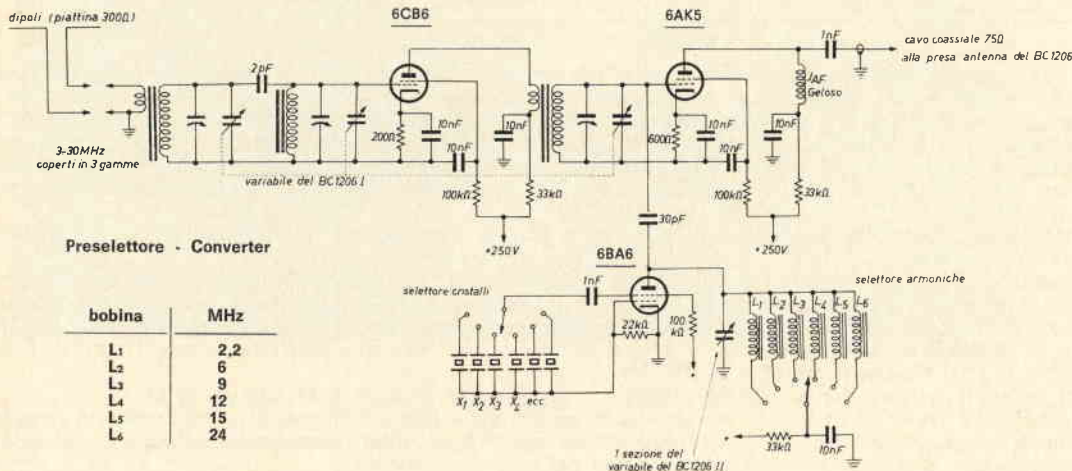 dipoli (piattina 300Ω)
6CB6
6AK5
1nF
cavo coassiale 75Ω
alla presa antenna del BC1206
2pF
JAF
Geloso
200Ω
10nF
10nF
10nF
600Ω
10nF
10nF
10nF
3-30MHz
coperti in 3 gamme
variabile del BC1206 I
100kΩ
33kΩ
100kΩ
33kΩ
+250V
+250V
30pF
Preselettore - Converter
6BA6
selettore cristalli
1nF
selettore armoniche
22kΩ
100
kΩ
L1 L2 L3 L4 L5 L6
bobina MHz
L1 2,2
L2 6
L3 9
L4 12
L5 15
L6 24
X1 X2 X3 X4 ecc
33kΩ
10nF
1 sezione del
variabile del BC1206 II